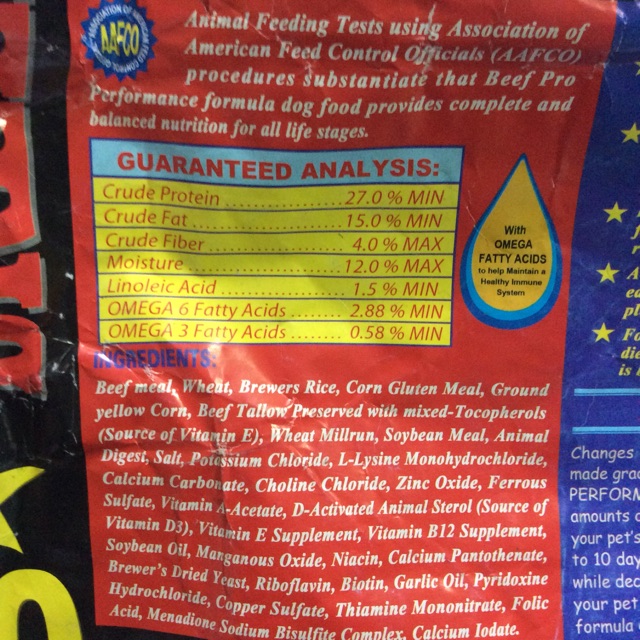 ASSOCIATION OF AMERICAN FEED CONTROL
AAFCO
Animal Feeding Tests using Association of
American Feed Control Officials (AAFCO)
procedures substantiate that Beef Pro
Performance formula dog food provides complete and
balanced nutrition for all life stages.
GUARANTEED ANALYSIS:
Crude Protein ..................... 27.0 % MIN
Crude Fat .......................... 15.0 % MIN
Crude Fiber ........................ 4.0 % MAX
Moisture ........................... 12.0 % MAX
Linoleic Acid ...................... 1.5 % MIN
OMEGA 6 Fatty Acids ........ 2.88 % MIN
OMEGA 3 Fatty Acids ........ 0.58 % MIN
With
OMEGA
FATTY ACIDS
to help Maintain a
Healthy Immune
System
INGREDIENTS:
Beef meal, Wheat, Brewers Rice, Corn Gluten Meal, Ground
yellow Corn, Beef Tallow Preserved with mixed-Tocopherols
(Source of Vitamin E), Wheat Millrun, Soybean Meal, Animal
Digest, Salt, Potassium Chloride, L-Lysine Monohydrochloride,
Calcium Carbonate, Choline Chloride, Zinc Oxide, Ferrous
Sulfate, Vitamin A-Acetate, D-Activated Animal Sterol (Source of
Vitamin D3), Vitamin E Supplement, Vitamin B12 Supplement,
Soybean Oil, Manganous Oxide, Niacin, Calcium Pantothenate,
Brewer's Dried Yeast, Riboflavin, Biotin, Garlic Oil, Pyridoxine
Hydrochloride, Copper Sulfate, Thiamine Mononitrate, Folic
Acid, Menadione Sodium Bisulfite Complex, Calcium Iodate.
die
is
Changes
made gra
PERFORM
amounts
your pet's
to 10 day
while dec
your pet
formula